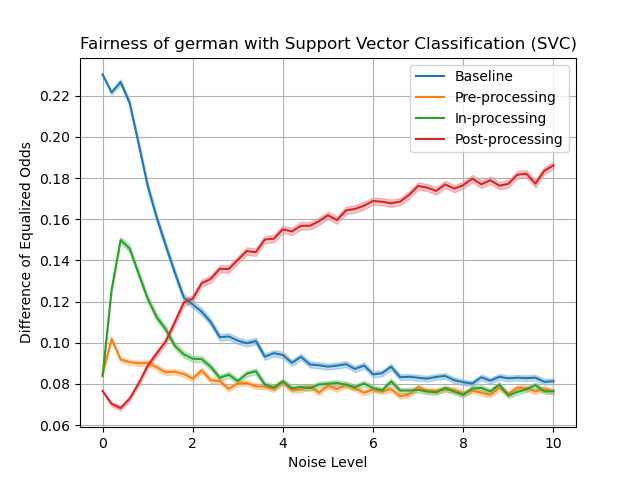 Fairness of german with Support Vector Classification (SVC)
Baseline
Pre-processing
In-processing
Post-processing
Difference of Equalized Odds
0.22
0.20
0.18
0.16
0.14
0.12
0.10
0.08
0.06
0
2
4
6
8
10
Noise Level